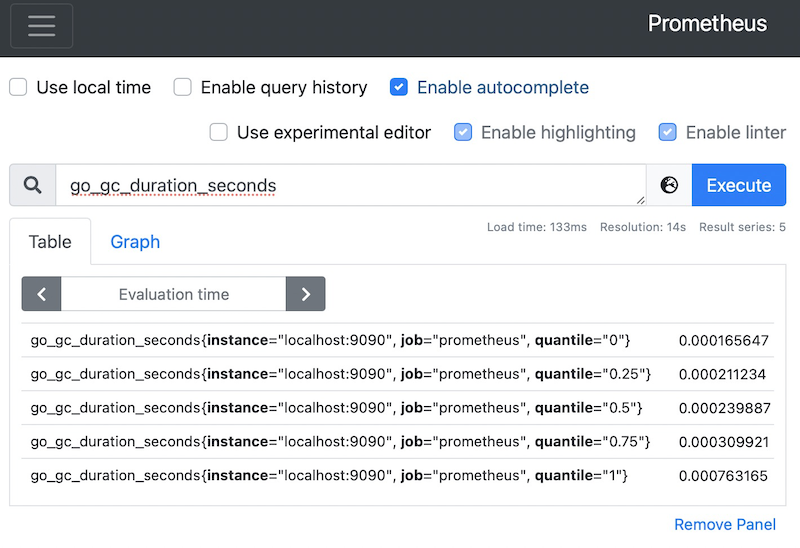 Prometheus
Use local time Enable query history Enable autocomplete
Use experimental editor Enable highlighting Enable linter
go_gc_duration_seconds Execute
Load time: 133ms Resolution: 14s Result series: 5
Table Graph
Evaluation time
go_gc_duration_seconds{instance="localhost:9090", job="prometheus", quantile="0"} 0.000165647
go_gc_duration_seconds{instance="localhost:9090", job="prometheus", quantile="0.25"} 0.000211234
go_gc_duration_seconds{instance="localhost:9090", job="prometheus", quantile="0.5"} 0.000239887
go_gc_duration_seconds{instance="localhost:9090", job="prometheus", quantile="0.75"} 0.000309921
go_gc_duration_seconds{instance="localhost:9090", job="prometheus", quantile="1"} 0.000763165
Remove Panel